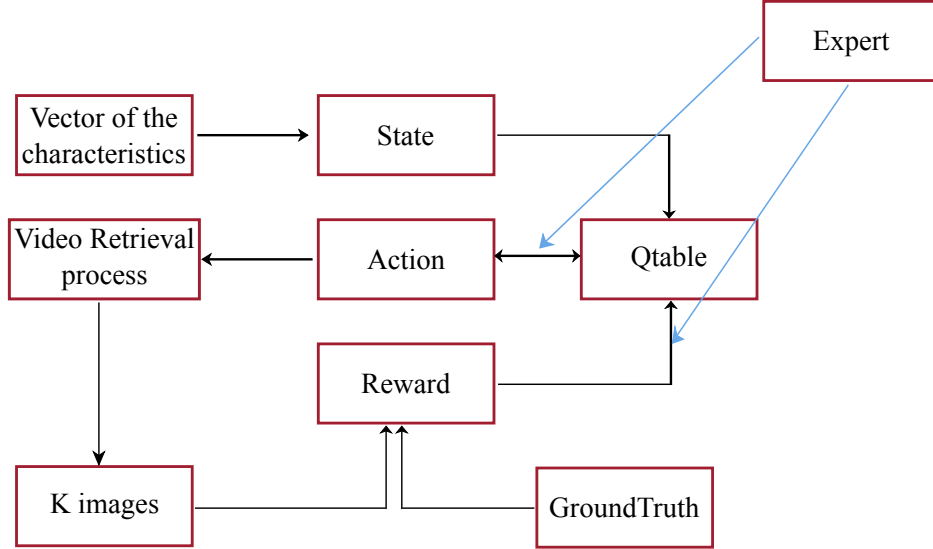 Expert
Vector of the
characteristics
State
Video Retrieval
process
Action
Qtable
Reward
K images
GroundTruth